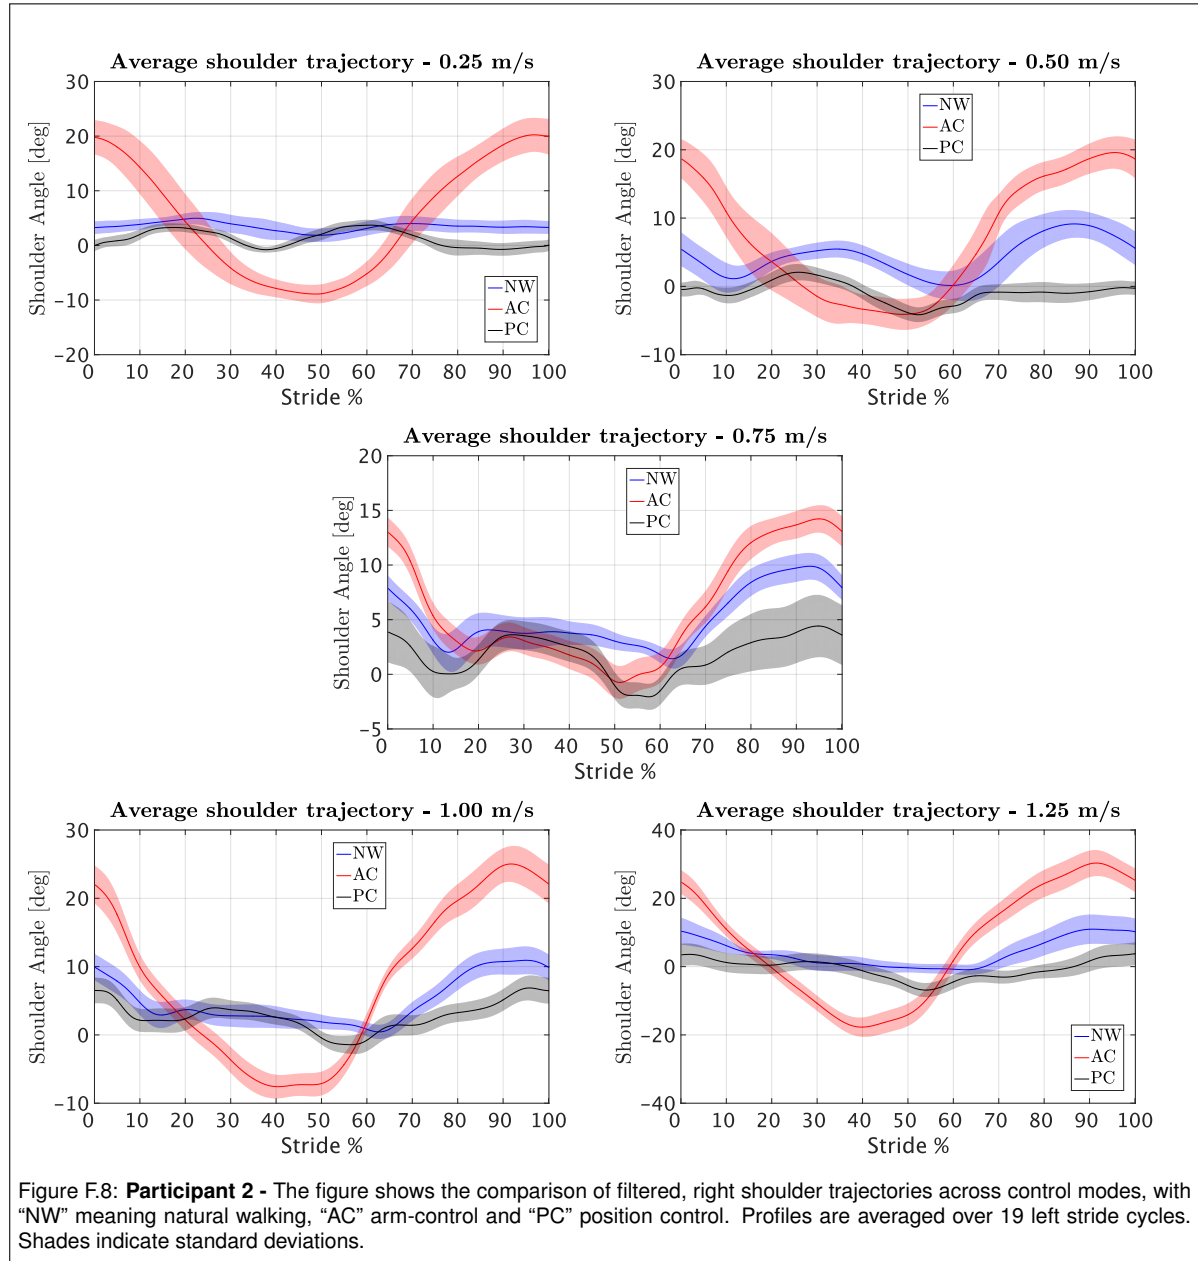 Average shoulder trajectory - 0.25 m/s
30
20
10
0
-10
-20
Shoulder Angle [deg]
NW
AC
PC
0 10 20 30 40 50 60 70 80 90 100
Stride %
Average shoulder trajectory - 0.50 m/s
30
20
10
0
-10
Shoulder Angle [deg]
NW
AC
PC
0 10 20 30 40 50 60 70 80 90 100
Stride %
Average shoulder trajectory - 0.75 m/s
20
15
10
5
0
-5
Shoulder Angle [deg]
NW
AC
PC
0 10 20 30 40 50 60 70 80 90 100
Stride %
Average shoulder trajectory - 1.00 m/s
30
20
10
0
-10
Shoulder Angle [deg]
NW
AC
PC
0 10 20 30 40 50 60 70 80 90 100
Stride %
Average shoulder trajectory - 1.25 m/s
40
20
0
-20
-40
Shoulder Angle [deg]
NW
AC
PC
0 10 20 30 40 50 60 70 80 90 100
Stride %
Figure F.8: Participant 2 - The figure shows the comparison of filtered, right shoulder trajectories across control modes, with
“NW” meaning natural walking, “AC” arm-control and “PC” position control. Profiles are averaged over 19 left stride cycles.
Shades indicate standard deviations.